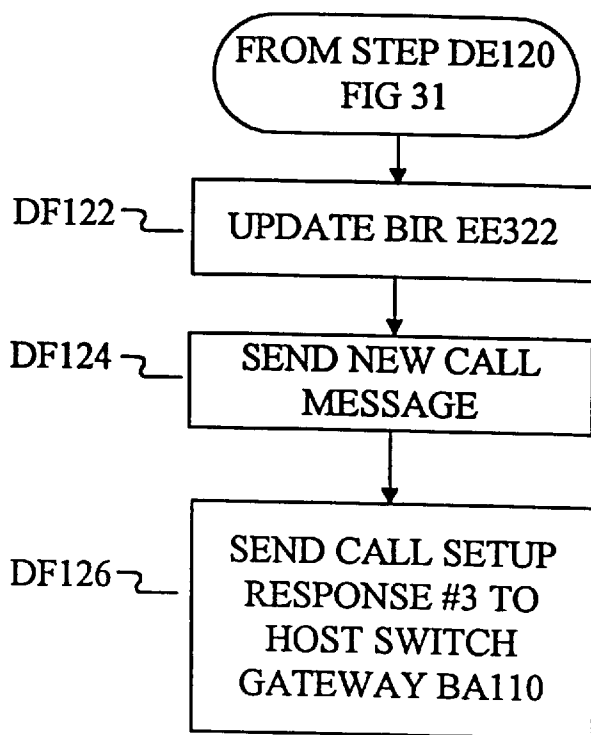 FROM STEP DE120
FIG 31
DF122
UPDATE BIR EE322
DF124
SEND NEW CALL
MESSAGE
DF126
SEND CALL SETUP
RESPONSE #3 TO
HOST SWITCH
GATEWAY BA110